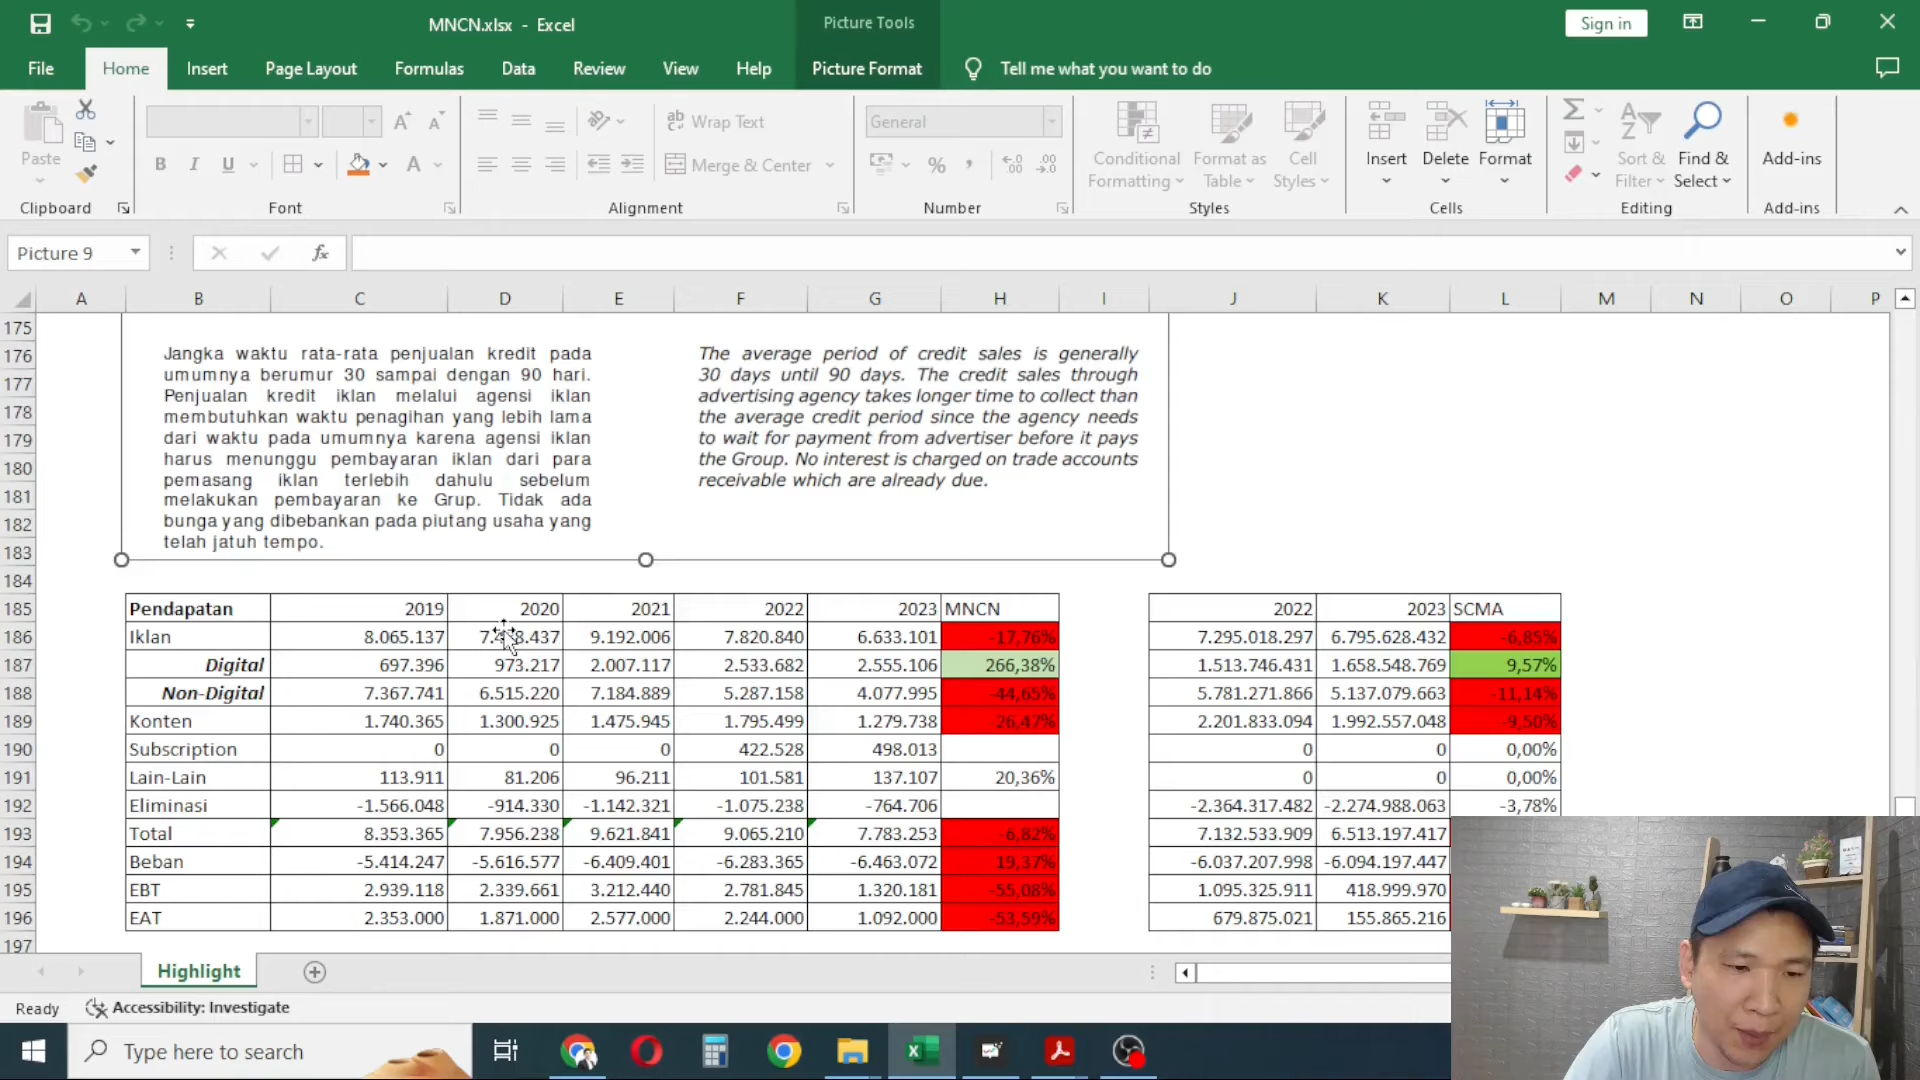 MNCN.xlsx - Excel
Picture Tools
Sign in
File Home Insert Page Layout Formulas Data Review View Help Picture Format Tell me what you want to do
Paste
Wrap Text
Merge & Center
General
Conditional Formatting
Format as Table
Cell Styles
Insert
Delete
Format
Sort & Filter
Find & Select
Add-ins
Clipboard Font Alignment Number Styles Cells Editing Add-ins
Picture 9
fx
A B C D E F G H I J K L M N O P
175
176
177
178
179
180
181
182
183
184
Jangka waktu rata-rata penjualan kredit pada
umumnya berumur 30 sampai dengan 90 hari.
Penjualan kredit iklan melalui agensi iklan
membutuhkan waktu penagihan yang lebih lama
dari waktu pada umumnya karena agensi iklan
harus menunggu pembayaran iklan dari para
pemasang iklan terlebih dahulu sebelum
melakukan pembayaran ke Grup. Tidak ada
bunga yang dibebankan pada piutang usaha yang
telah jatuh tempo.
The average period of credit sales is generally
30 days until 90 days. The credit sales through
advertising agency takes longer time to collect than
the average credit period since the agency needs
to wait for payment from advertiser before it pays
the Group. No interest is charged on trade accounts
receivable which are already due.
185 Pendapatan 2019 2020 2021 2022 2023 MNCN 2022 2023 SCMA
186 Iklan 8.065.137 9.192.006 7.820.840 6.633.101 -17,76% 7.295.018.297 6.795.628.432 -6,85%
187 Digital 697.396 973.217 2.007.117 2.533.682 2.555.106 266,38% 1.513.746.431 1.658.548.769 9,57%
188 Non-Digital 7.367.741 6.515.220 7.184.889 5.287.158 4.077.995 -44,65% 5.781.271.866 5.137.079.663 -11,14%
189 Konten 1.740.365 1.300.925 1.475.945 1.795.499 1.279.738 -26,47% 2.201.833.094 1.992.557.048 -9,50%
190 Subscription 0 0 0 422.528 498.013 0 0 0,00%
191 Lain-Lain 113.911 81.206 96.211 101.581 137.107 20,36% 0 0 0,00%
192 Eliminasi -1.566.048 -914.330 -1.142.321 -1.075.238 -764.706 -2.364.317.482 -2.274.988.063 -3,78%
193 Total 8.353.365 7.956.238 9.621.841 9.065.210 7.783.253 -6,82% 7.132.533.909 6.513.197.417
194 Beban -5.414.247 -5.616.577 -6.409.401 -6.283.365 -6.463.072 19,37% -6.037.207.998 -6.094.197.447
195 EBT 2.939.118 2.339.661 3.212.440 2.781.845 1.320.181 -55,08% 1.095.325.911 418.999.970
196 EAT 2.353.000 1.871.000 2.577.000 2.244.000 1.092.000 -53,59% 679.875.021 155.865.216
197
Highlight
Ready Accessibility: Investigate
Type here to search